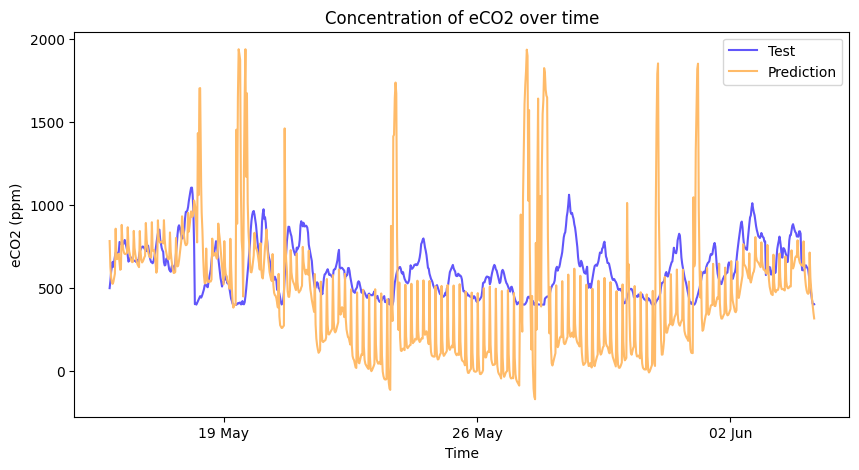 Concentration of eCO2 over time
eCO2 (ppm)
2000
1500
1000
500
0
Test
Prediction
19 May
26 May
02 Jun
Time